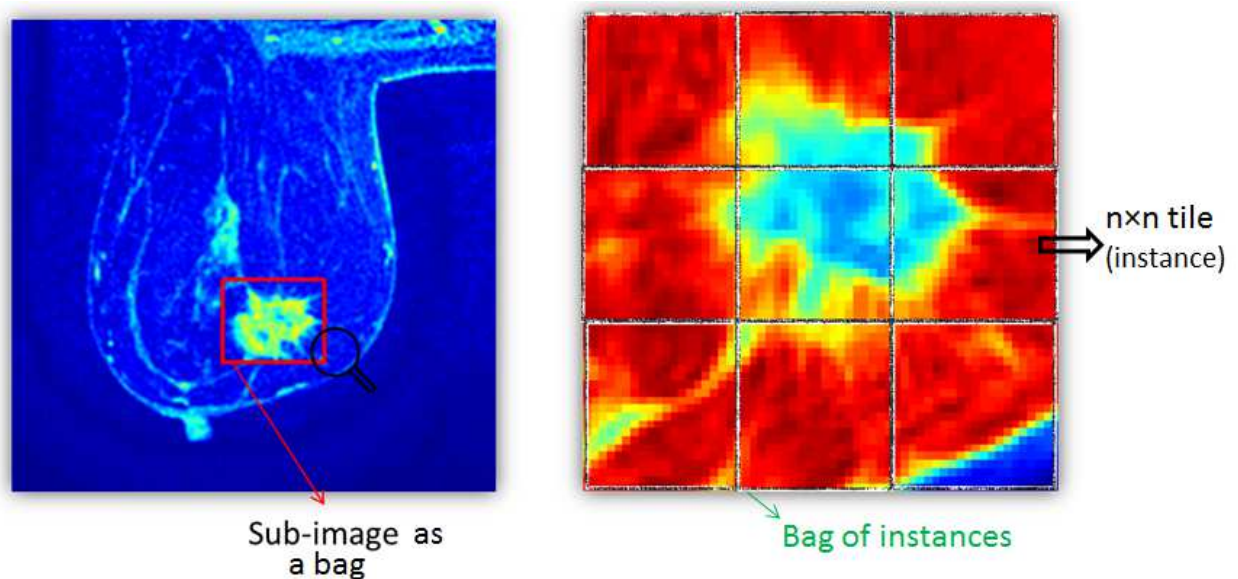 Sub-image as
a bag
n×n tile
(instance)
Bag of instances